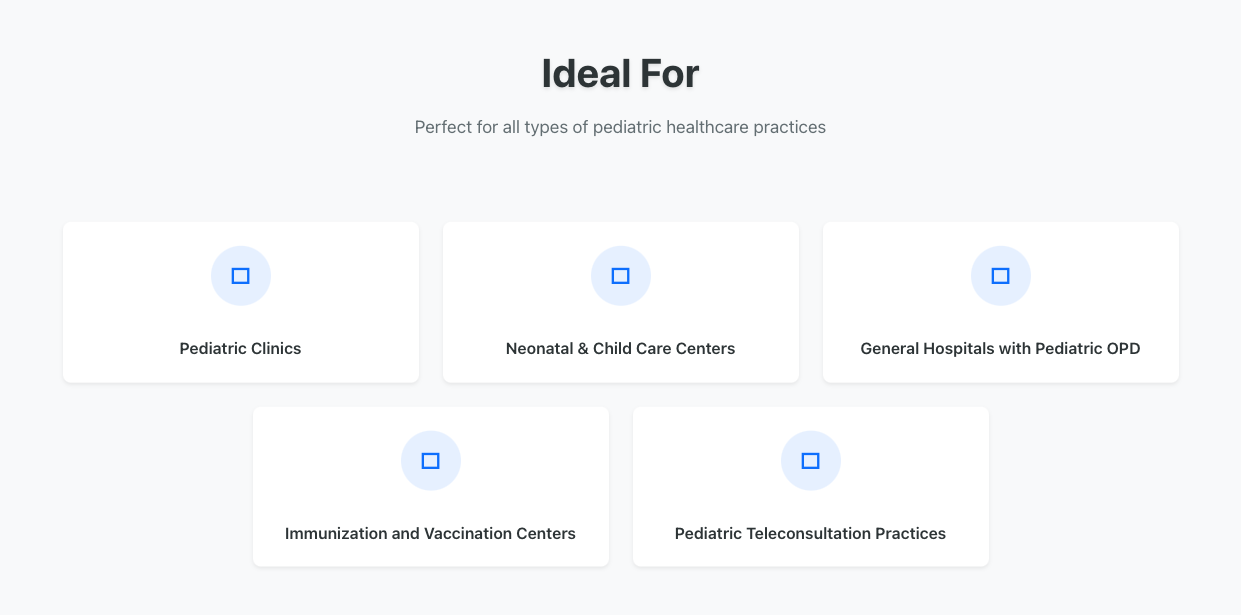 Ideal For
Perfect for all types of pediatric healthcare practices
Pediatric Clinics
Neonatal & Child Care Centers
General Hospitals with Pediatric OPD
Immunization and Vaccination Centers
Pediatric Teleconsultation Practices